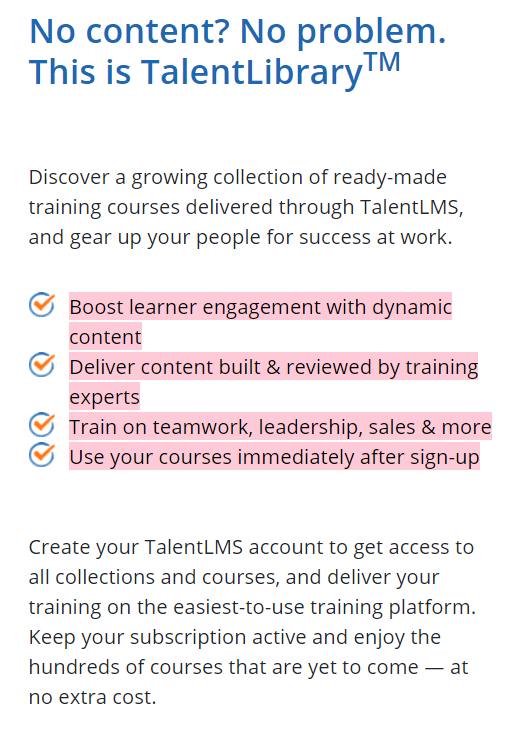 No content? No problem.
This is TalentLibrary™
Discover a growing collection of ready-made
training courses delivered through TalentLMS,
and gear up your people for success at work.
Boost learner engagement with dynamic
content
Deliver content built & reviewed by training
experts
Train on teamwork, leadership, sales & more
Use your courses immediately after sign-up
Create your TalentLMS account to get access to
all collections and courses, and deliver your
training on the easiest-to-use training platform.
Keep your subscription active and enjoy the
hundreds of courses that are yet to come — at
no extra cost.